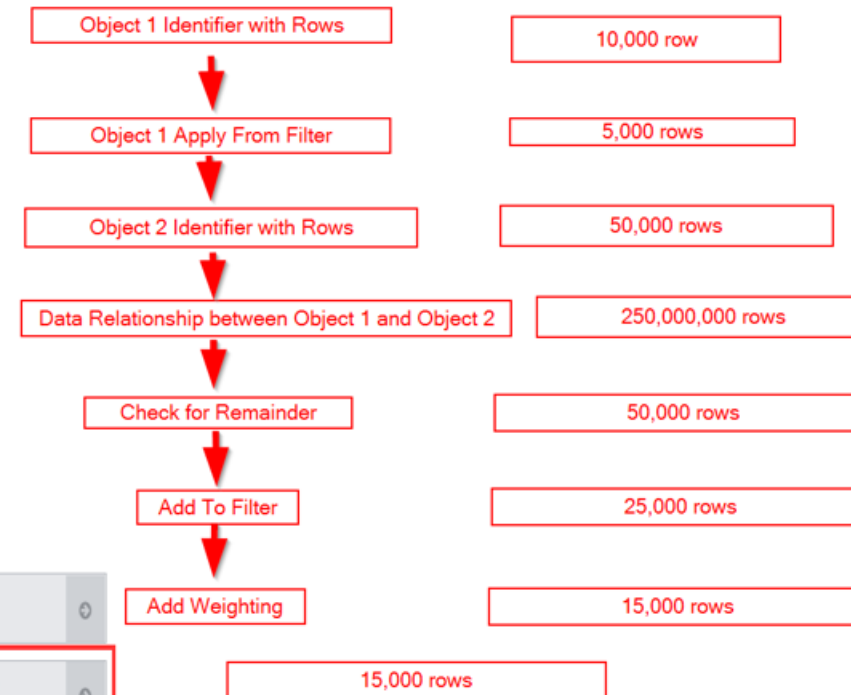 Object 1 Identifier with Rows
10,000 row
Object 1 Apply From Filter
5,000 rows
Object 2 Identifier with Rows
50,000 rows
Data Relationship between Object 1 and Object 2
250,000,000 rows
Check for Remainder
50,000 rows
Add To Filter
25,000 rows
Add Weighting
15,000 rows
15,000 rows